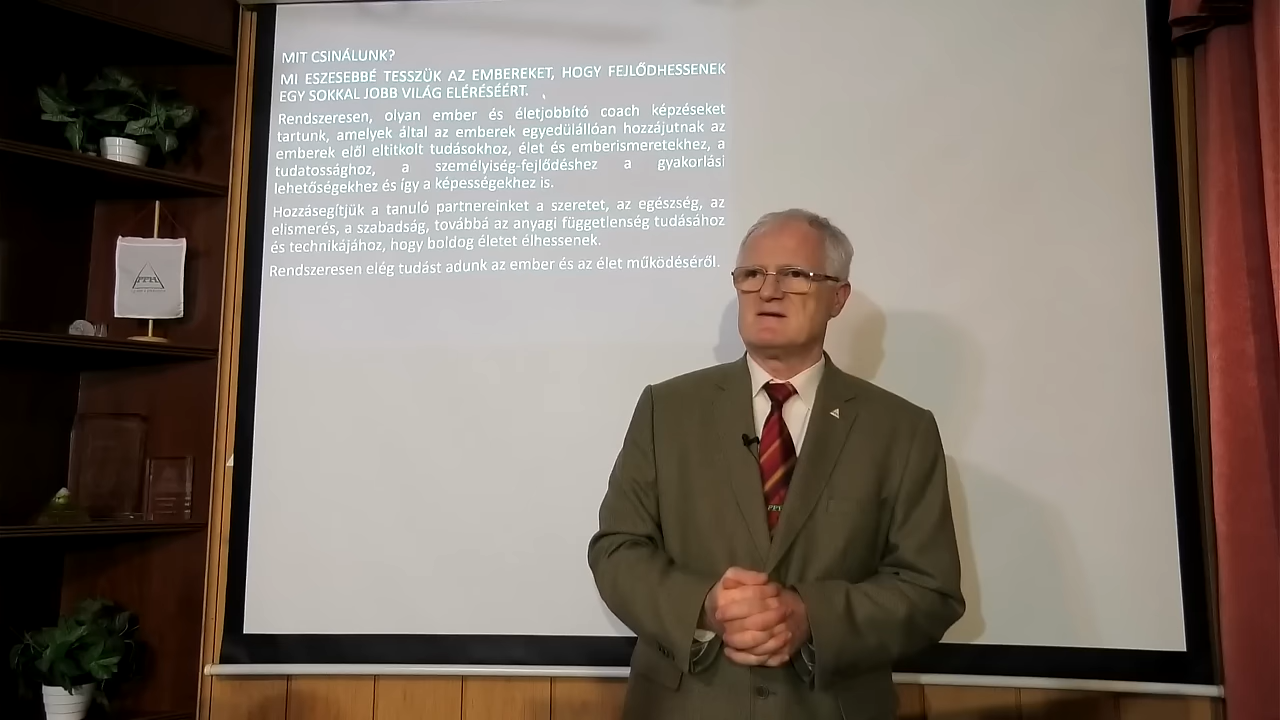 MIT CSINÁLUNK?
MI ESZESEBBÉ TESSZÜK AZ EMBEREKET, HOGY FEJLŐDHESSENEK
EGY SOKKAL JOBB VILÁG ELÉRÉSÉÉRT.
Rendszeresen, olyan ember és életjobbító coach képzéseket
tartunk, amelyek által az emberek egyedülállóan hozzájutnak az
emberek elől eltitkolt tudásokhoz, élet és emberismeretekhez, a
tudatossághoz, a személyiség-fejlődéshez a gyakorlási
lehetőségekhez és így a képességekhez is.
Hozzásegítjük a tanuló partnereinket a szeretet, az egészség, az
elismerés, a szabadság, továbbá az anyagi függetlenség tudásához
és technikájához, hogy boldog életet élhessenek.
Rendszeresen elég tudást adunk az ember és az élet működéséről.